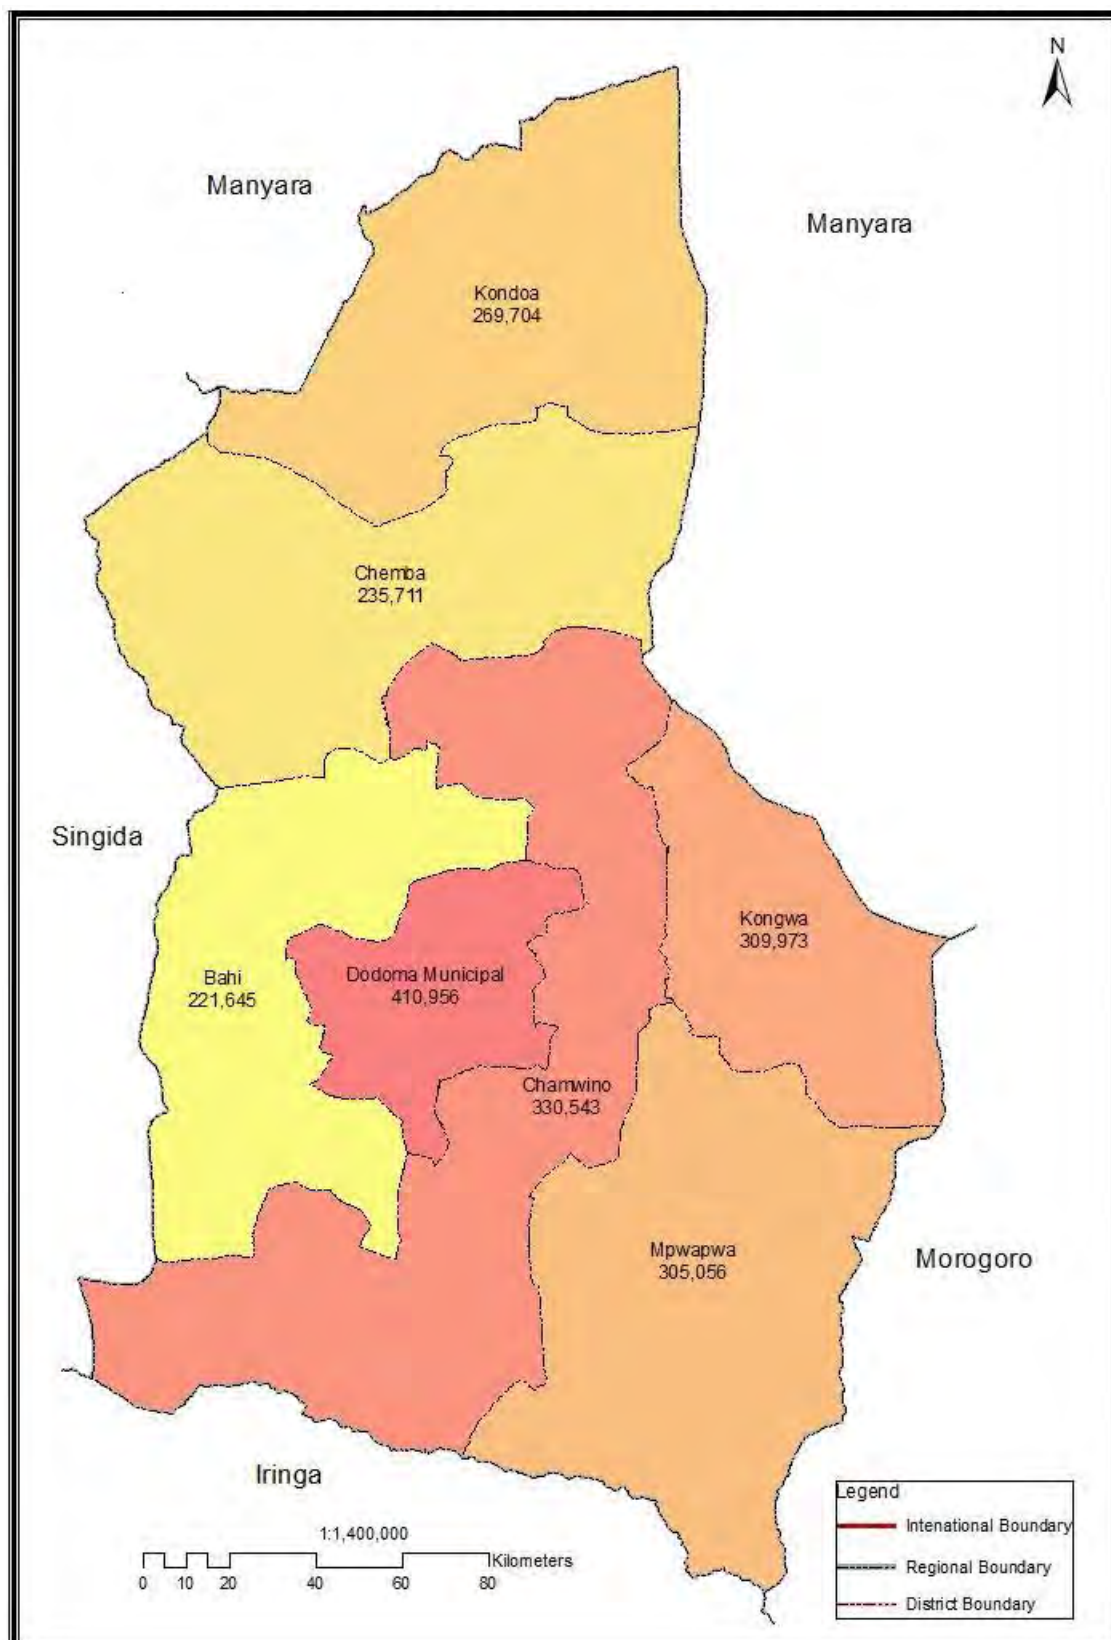 N
Manyara
Manyara
Kondoa
269,704
Chemba
235,711
Singida
Kongwa
309,973
Bahi
221,645
Dodoma Municipal
410,956
Chamwino
330,543
Mpwapwa
305,056
Morogoro
Iringa
1:1,400,000
Kilometers
0 10 20 40 60 80
Legend
Intenational Boundary
Regional Boundary
District Boundary